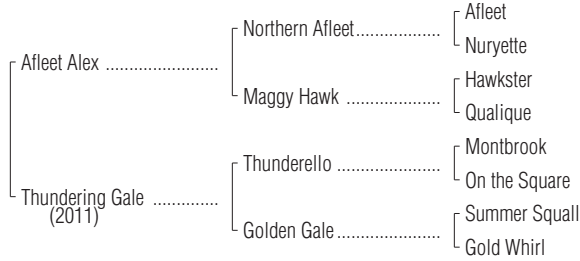 Afleet
Northern Afleet....................
Nuryette
Afleet Alex ........................
Hawkster
Maggy Hawk ....................
Qualique
Montbrook
Thunderello ......................
On the Square
Thundering Gale ..............
(2011)
Summer Squall
Golden Gale......................
Gold Whirl